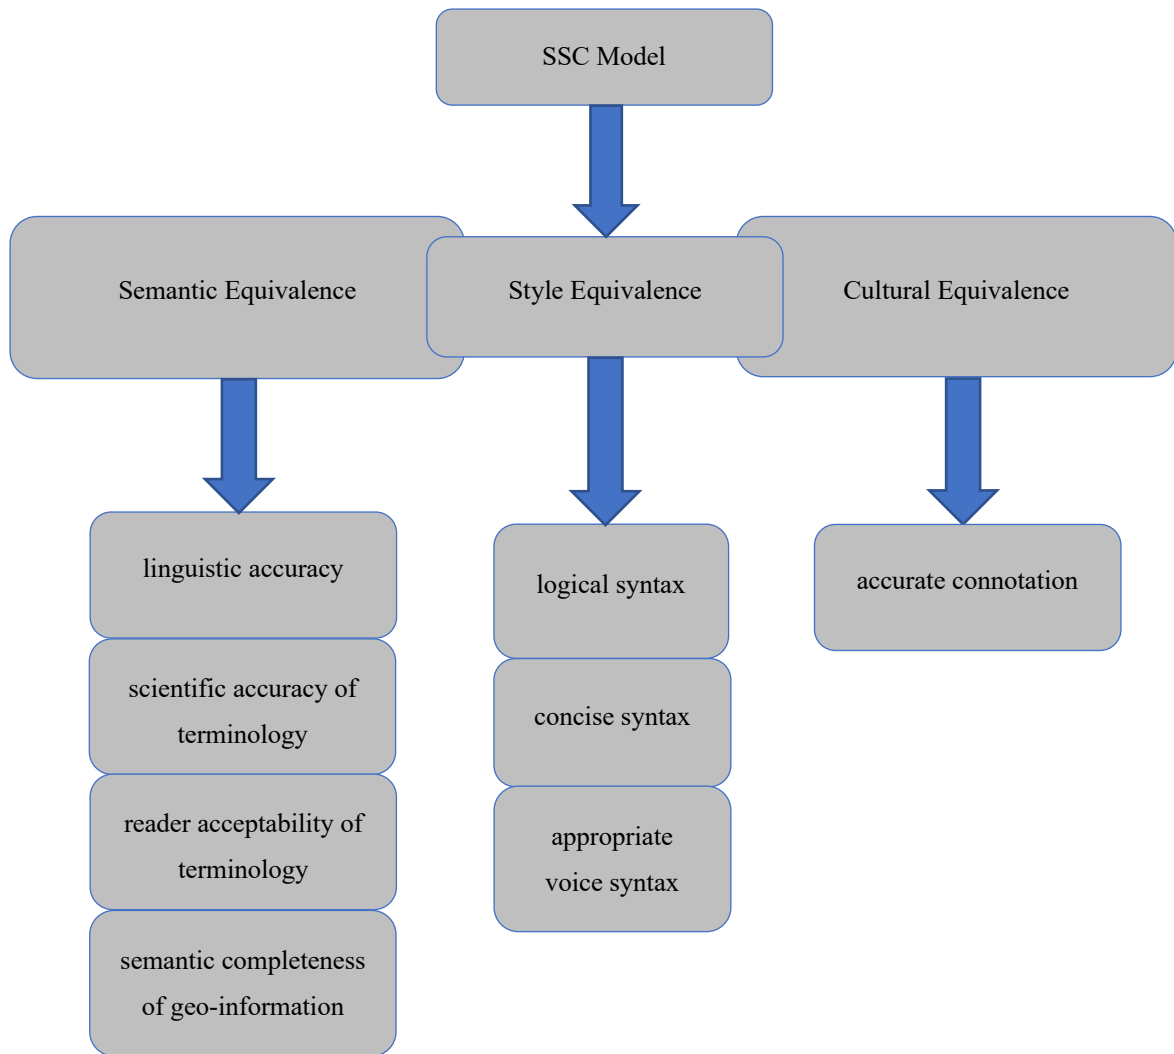 SSC Model
Semantic Equivalence
Style Equivalence
Cultural Equivalence
linguistic accuracy
scientific accuracy of
terminology
reader acceptability of
terminology
semantic completeness
of geo-information
logical syntax
concise syntax
appropriate
voice syntax
accurate connotation